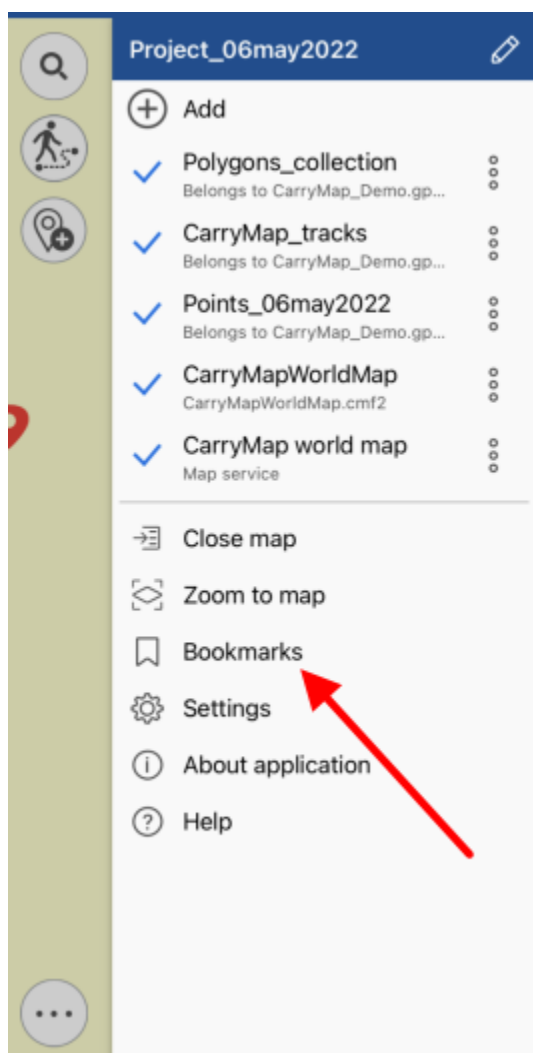 Project_06may2022
Add
Polygons_collection
Belongs to CarryMap_Demo.gp...
CarryMap_tracks
Belongs to CarryMap_Demo.gp...
Points_06may2022
Belongs to CarryMap_Demo.gp...
CarryMapWorldMap
CarryMapWorldMap.cmf2
CarryMap world map
Map service
Close map
Zoom to map
Bookmarks
Settings
About application
Help